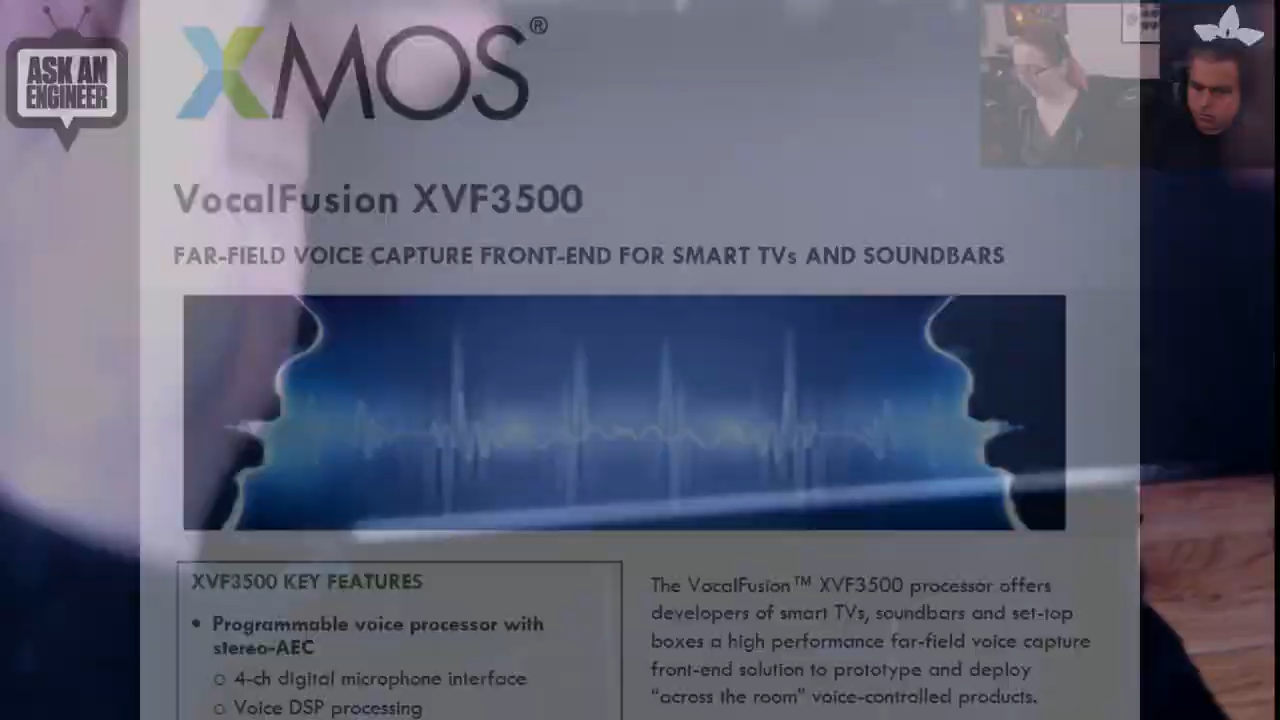 ASK AN
ENGINEER
XMOS®
VocalFusion XVF3500
FAR-FIELD VOICE CAPTURE FRONT-END FOR SMART TVs AND SOUNDBARS
XVF3500 KEY FEATURES
• Programmable voice processor with
stereo-AEC
○ 4-ch digital microphone interface
○ Voice DSP processing
The VocalFusion™ XVF3500 processor offers
developers of smart TVs, soundbars and set-top
boxes a high performance far-field voice capture
front-end solution to prototype and deploy
“across the room” voice-controlled products.